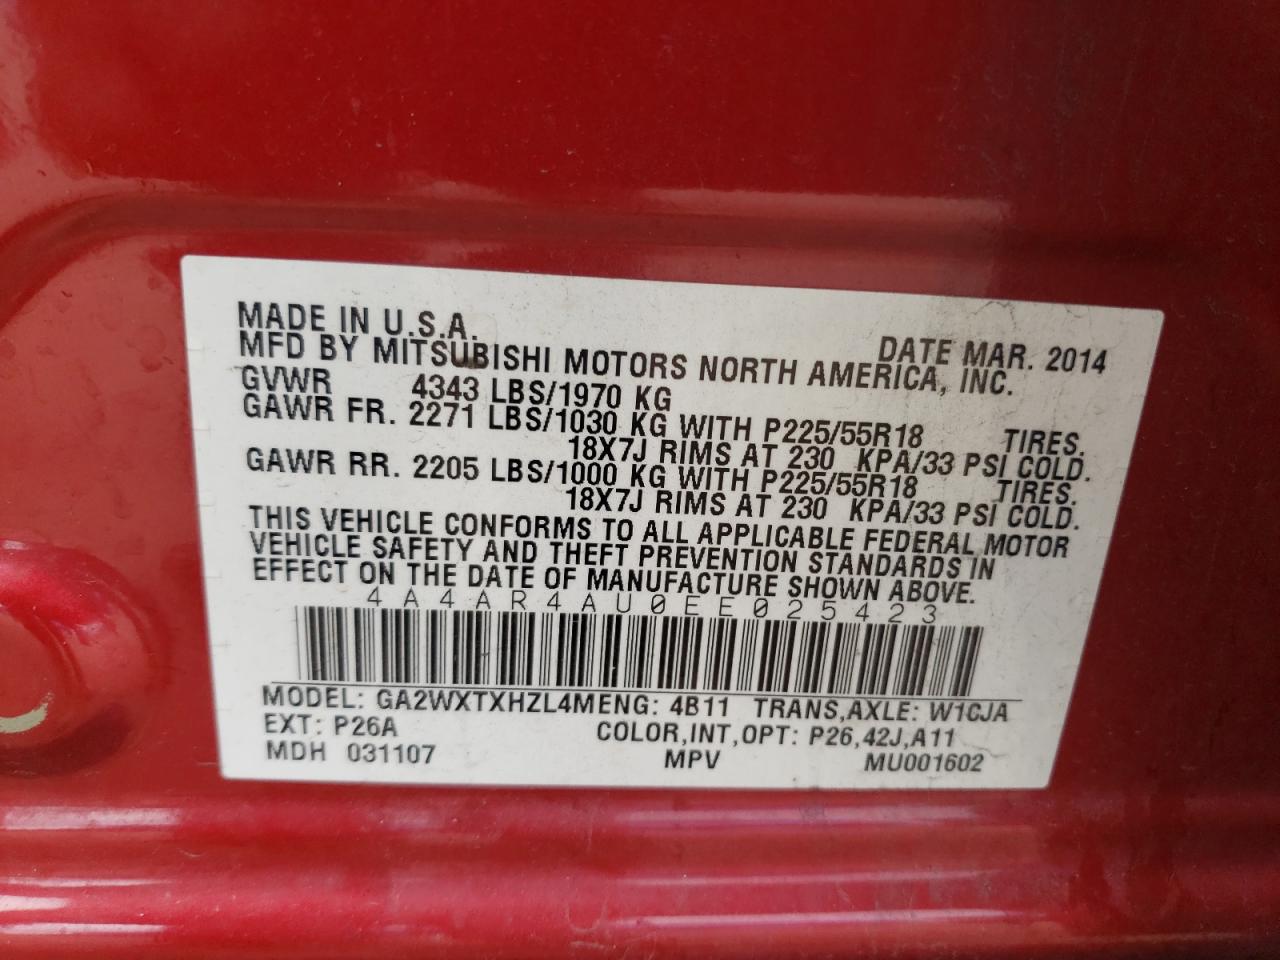 MADE IN U.S.A.
DATE MAR. 2014
MFD BY MITSUBISHI MOTORS NORTH AMERICA, INC.
GVWR 4343 LBS/1970 KG
GAWR FR. 2271 LBS/1030 KG WITH P225/55R18 TIRES.
18X7J RIMS AT 230 KPA/33 PSI COLD.
GAWR RR. 2205 LBS/1000 KG WITH P225/55R18 TIRES.
18X7J RIMS AT 230 KPA/33 PSI COLD.
THIS VEHICLE CONFORMS TO ALL APPLICABLE FEDERAL MOTOR
VEHICLE SAFETY AND THEFT PREVENTION STANDARDS IN
EFFECT ON THE DATE OF MANUFACTURE SHOWN ABOVE.
4A4AR4AU0EE025423
MODEL: GA2WXTXHZL4MENG: 4B11 TRANS,AXLE: W1CJA
EXT: P26A COLOR,INT,OPT: P26,42J,A11
MDH 031107 MPV MU001602